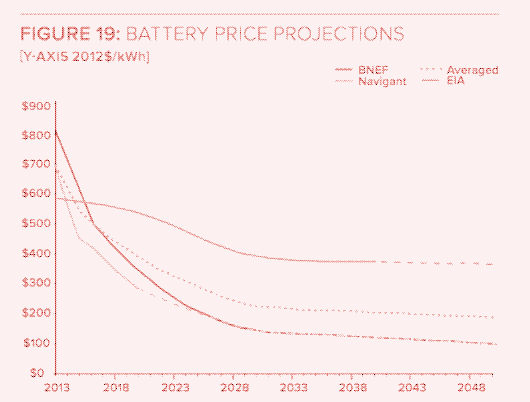 FIGURE 19: BATTERY PRICE PROJECTIONS
[Y-AXIS 2012$/kWh]
BNEF
Averaged
Navigant
EIA
$900
$800
$700
$600
$500
$400
$300
$200
$100
$0
2013 2018 2023 2028 2033 2038 2043 2048